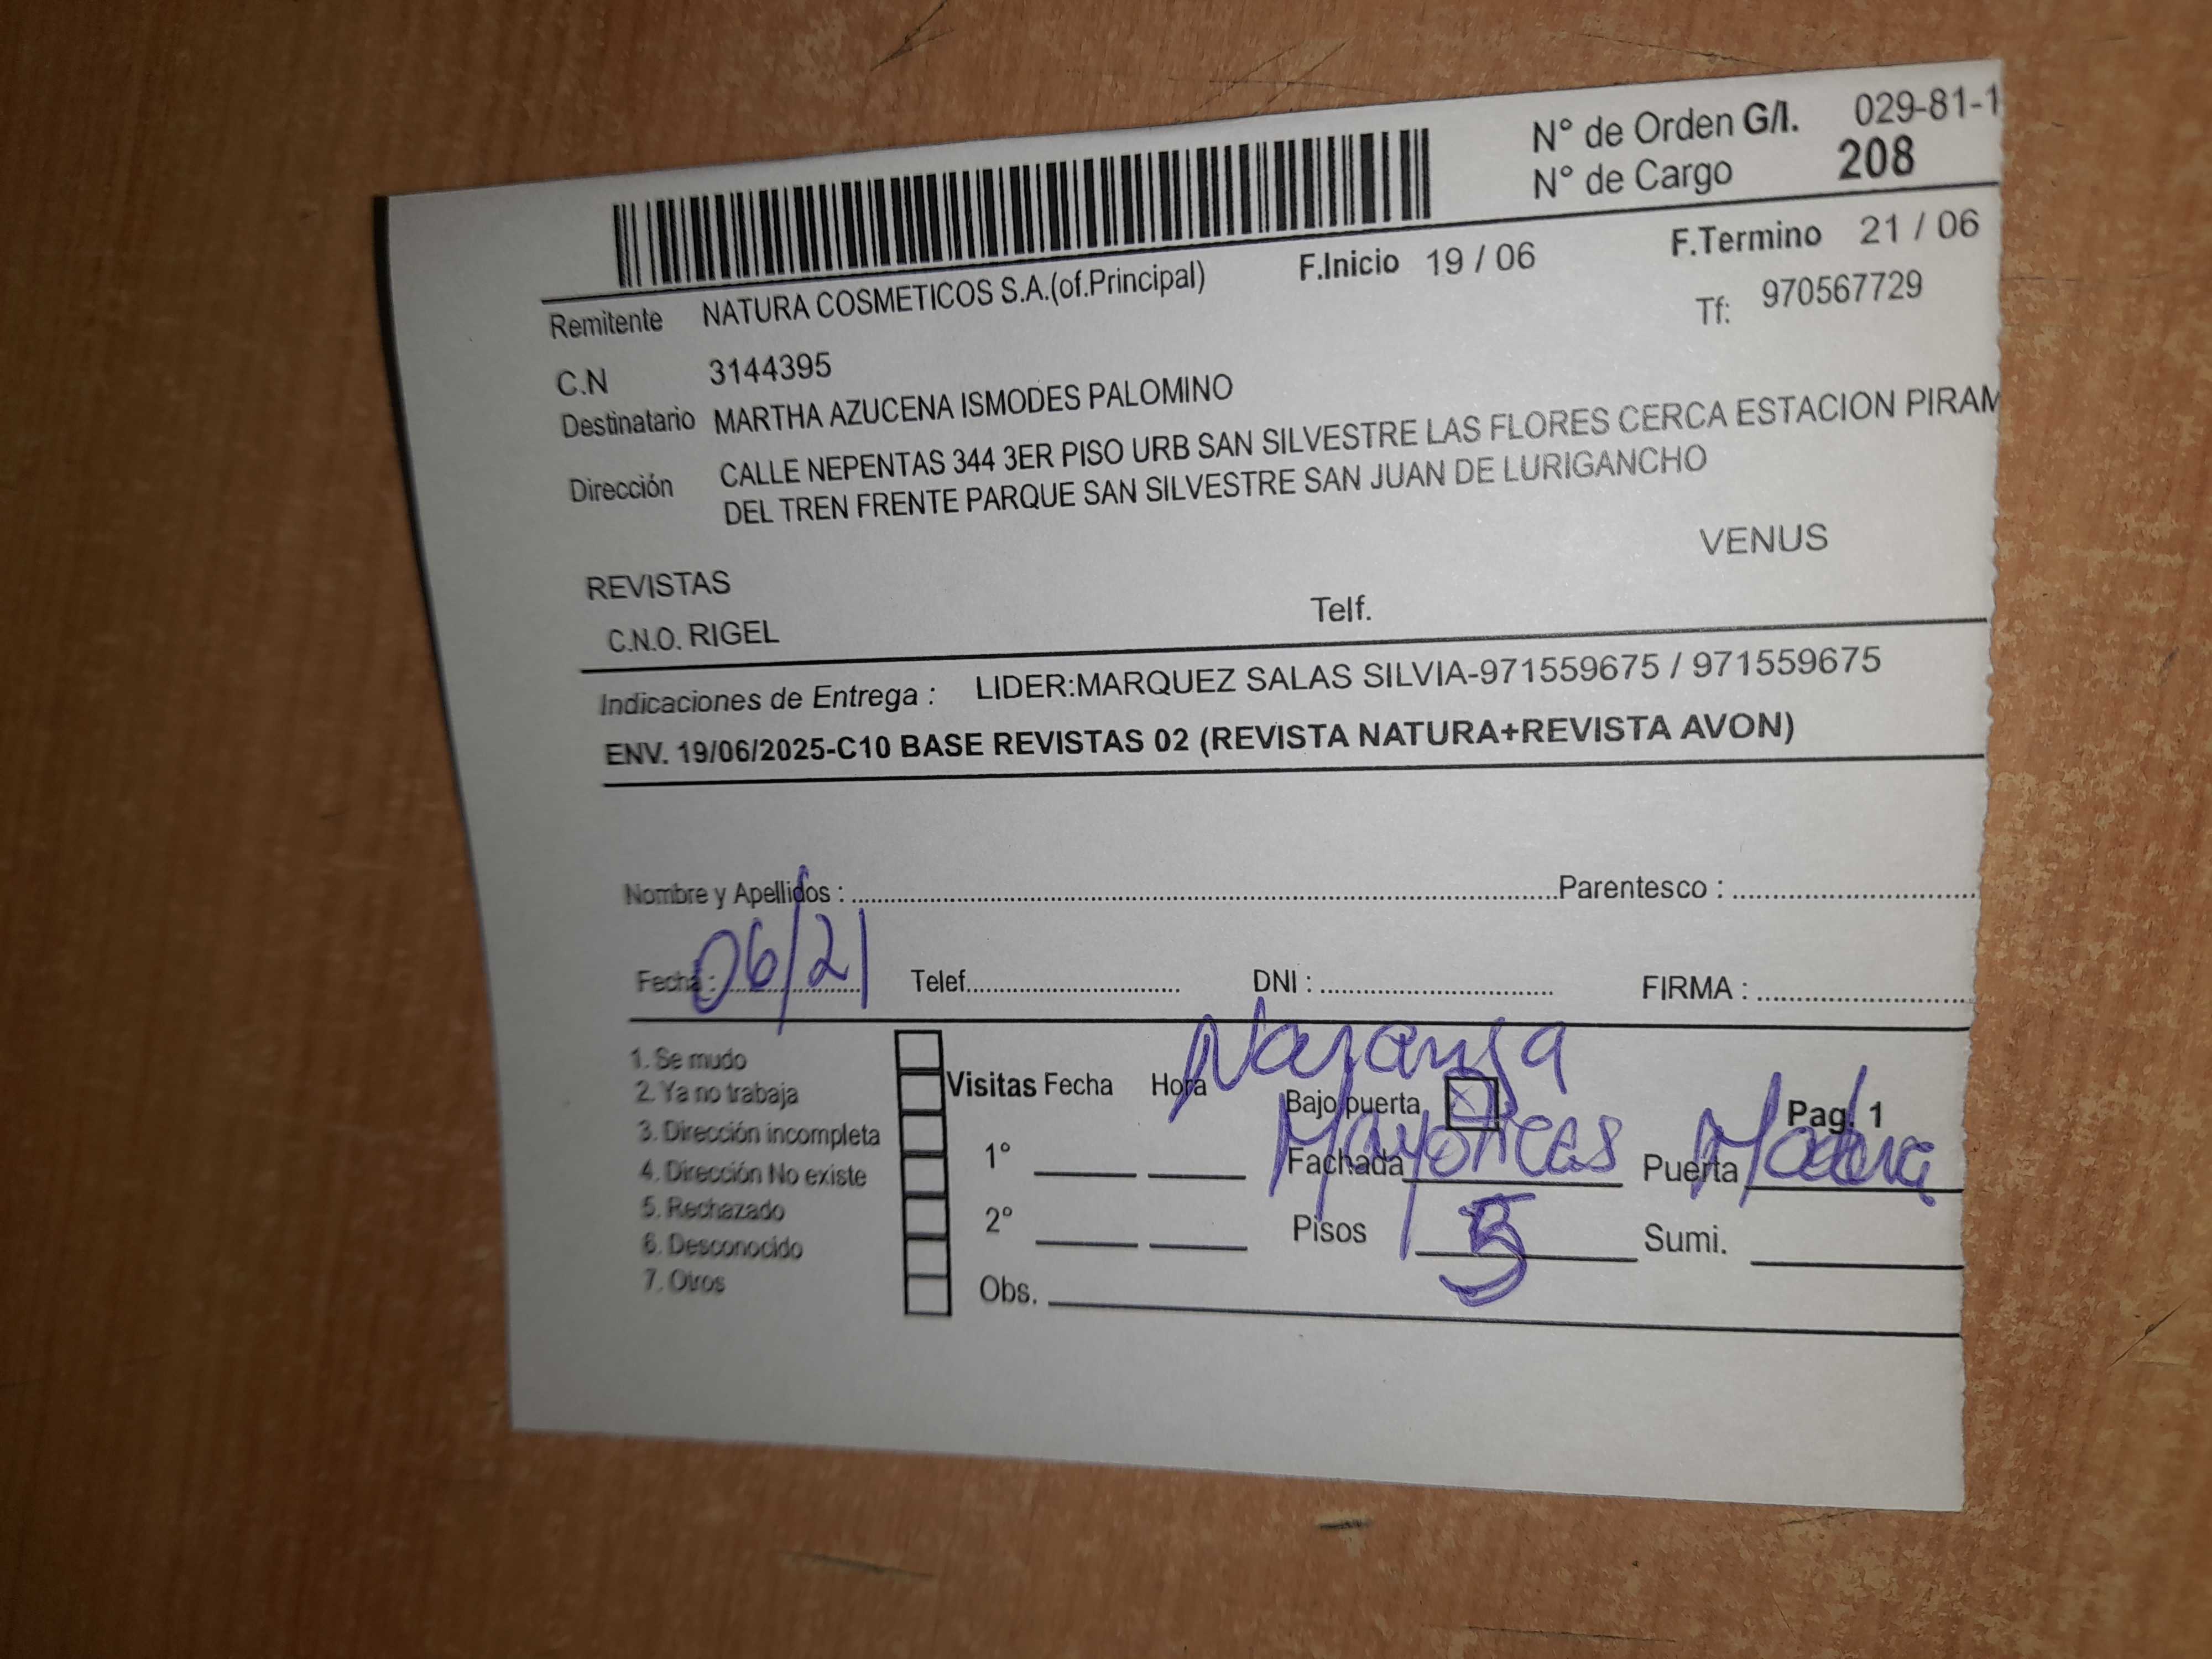 N° de Orden G/I. 029-81-1
N° de Cargo 208
F.Inicio 19 / 06 F.Termino 21 / 06
Remitente NATURA COSMETICOS S.A.(of.Principal) Tf: 970567729
C.N 3144395
Destinatario MARTHA AZUCENA ISMODES PALOMINO
Dirección CALLE NEPENTAS 344 3ER PISO URB SAN SILVESTRE LAS FLORES CERCA ESTACION PIRAM
DEL TREN FRENTE PARQUE SAN SILVESTRE SAN JUAN DE LURIGANCHO
VENUS
REVISTAS
C.N.O. RIGEL Telf.
Indicaciones de Entrega : LIDER:MARQUEZ SALAS SILVIA-971559675 / 971559675
ENV. 19/06/2025-C10 BASE REVISTAS 02 (REVISTA NATURA+REVISTA AVON)
Nombre y Apellidos : Parentesco :
Fecha : 06/21 Telef. DNI : FIRMA :
Naranja
1. Se mudo
2. Ya no trabaja Visitas Fecha Hora Bajo puerta Pag. 1
3. Dirección incompleta
4. Dirección No existe 1° Fachada Mayolicas Puerta Madera
5. Rechazado
6. Desconocido 2° Pisos 5 Sumi.
7. Otros Obs.